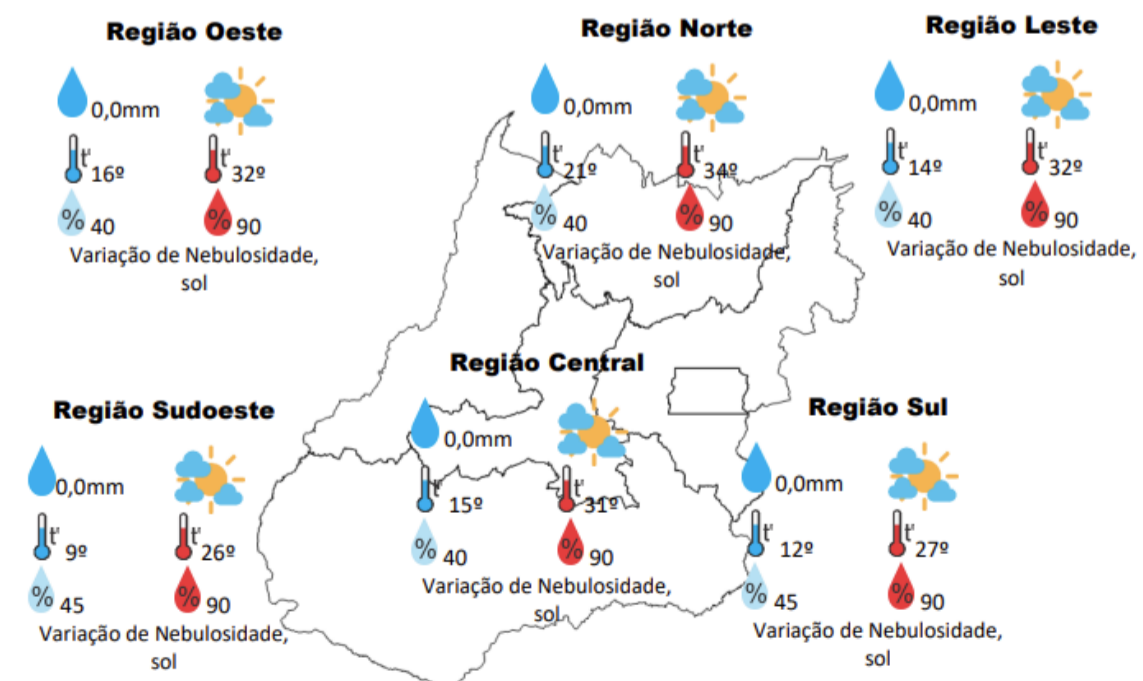 Região Oeste
0,0mm
t'
16º
t'
32º
% 40
% 90
Variação de Nebulosidade,
sol
Região Norte
0,0mm
t'
21º
t'
34º
% 40
% 90
Variação de Nebulosidade,
sol
Região Leste
0,0mm
t'
14º
t'
32º
% 40
% 90
Variação de Nebulosidade,
sol
Região Central
0,0mm
t'
15º
t'
31º
% 40
% 90
Variação de Nebulosidade,
sol
Região Sudoeste
0,0mm
t'
9º
t'
26º
% 45
% 90
Variação de Nebulosidade,
sol
Região Sul
0,0mm
t'
12º
t'
27º
% 45
% 90
Variação de Nebulosidade,
sol